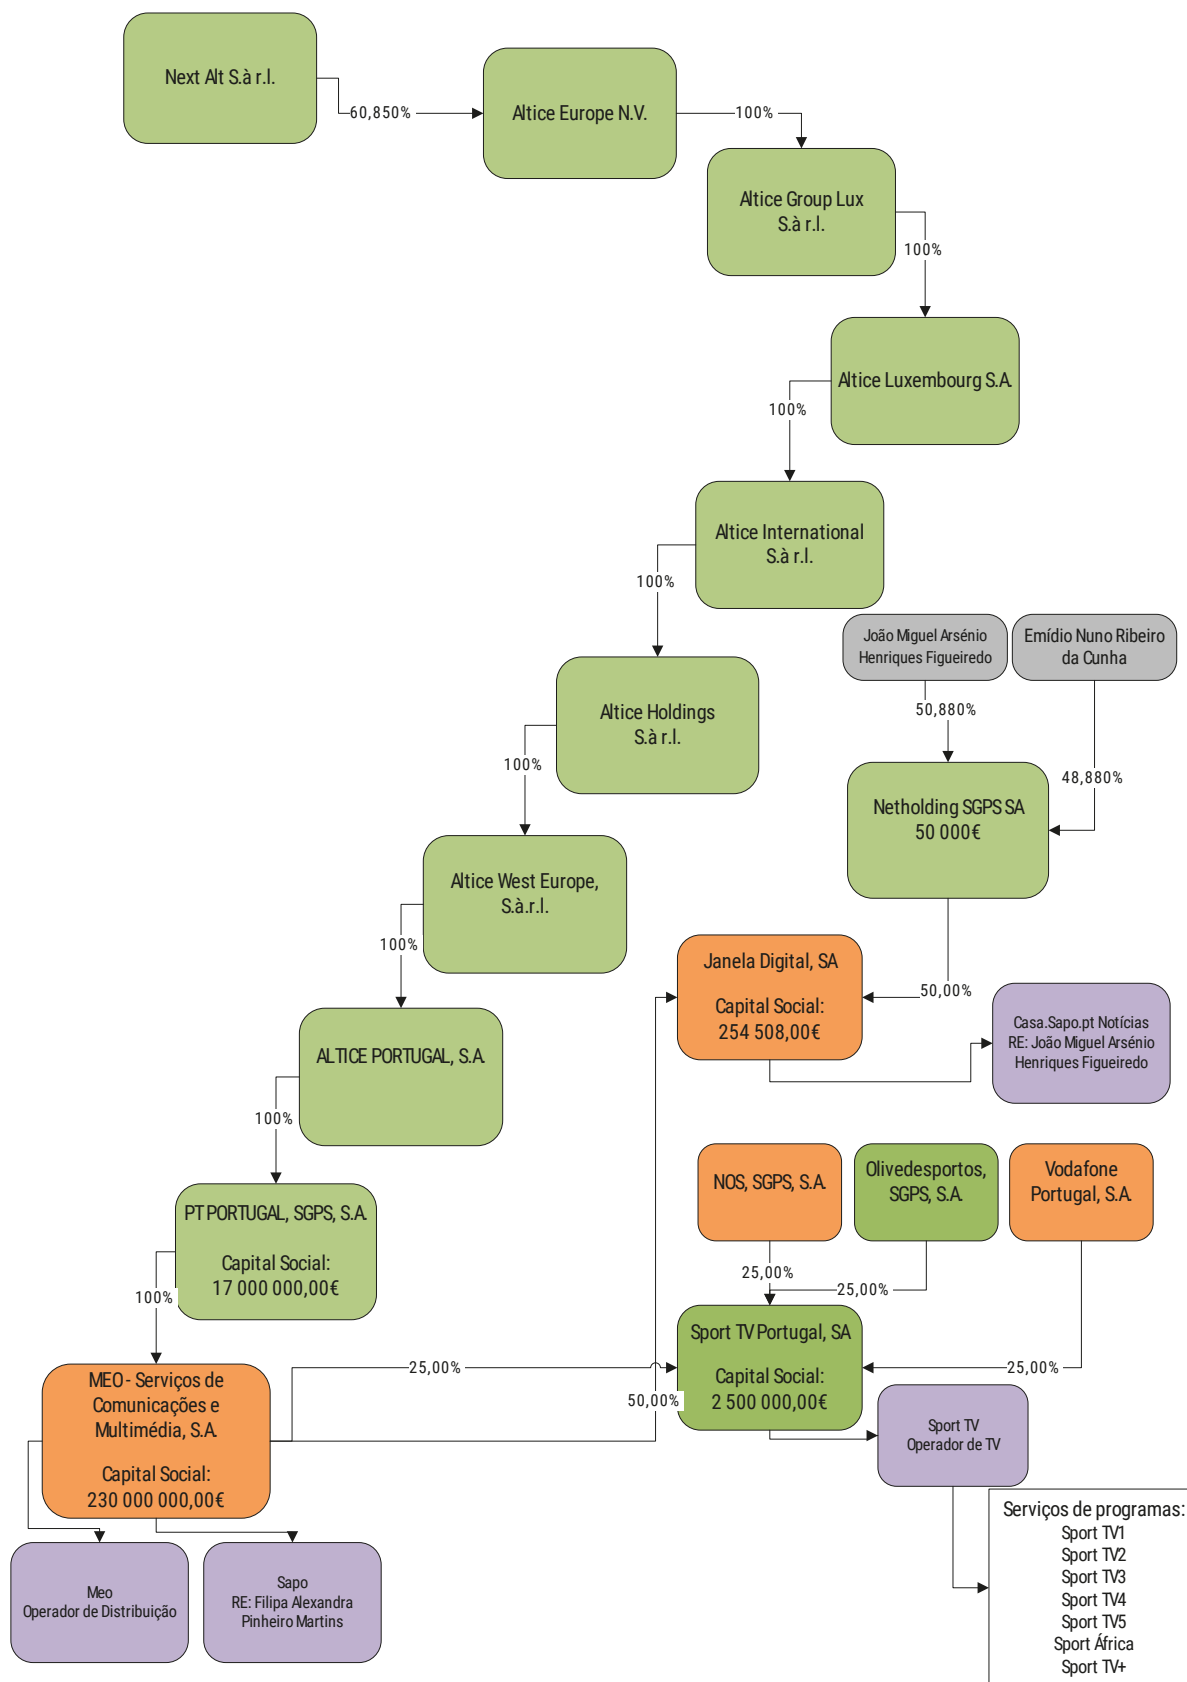 Next Alt S.à r.l.
60,850%
Altice Europe N.V.
100%
Altice Group Lux
S.à r.l.
100%
Altice Luxembourg S.A.
100%
Altice International
S.à r.l.
100%
João Miguel Arsénio
Henriques Figueiredo
Emídio Nuno Ribeiro
da Cunha
50,880%
48,880%
Altice Holdings
S.à r.l.
100%
Netholding SGPS SA
50 000€
Altice West Europe,
S.à.r.l.
100%
50,00%
Janela Digital, SA
Capital Social:
254 508,00€
Casa.Sapo.pt Notícias
RE: João Miguel Arsénio
Henriques Figueiredo
ALTICE PORTUGAL, S.A.
100%
NOS, SGPS, S.A.
Olivedesportos,
SGPS, S.A.
Vodafone
Portugal, S.A.
PT PORTUGAL, SGPS, S.A.
Capital Social:
17 000 000,00€
100%
25,00%
25,00%
Sport TV Portugal, SA
Capital Social:
2 500 000,00€
25,00%
25,00%
50,00%
MEO - Serviços de
Comunicações e
Multimédia, S.A.
Capital Social:
230 000 000,00€
Sport TV
Operador de TV
Meo
Operador de Distribuição
Sapo
RE: Filipa Alexandra
Pinheiro Martins
Serviços de programas:
Sport TV1
Sport TV2
Sport TV3
Sport TV4
Sport TV5
Sport África
Sport TV+